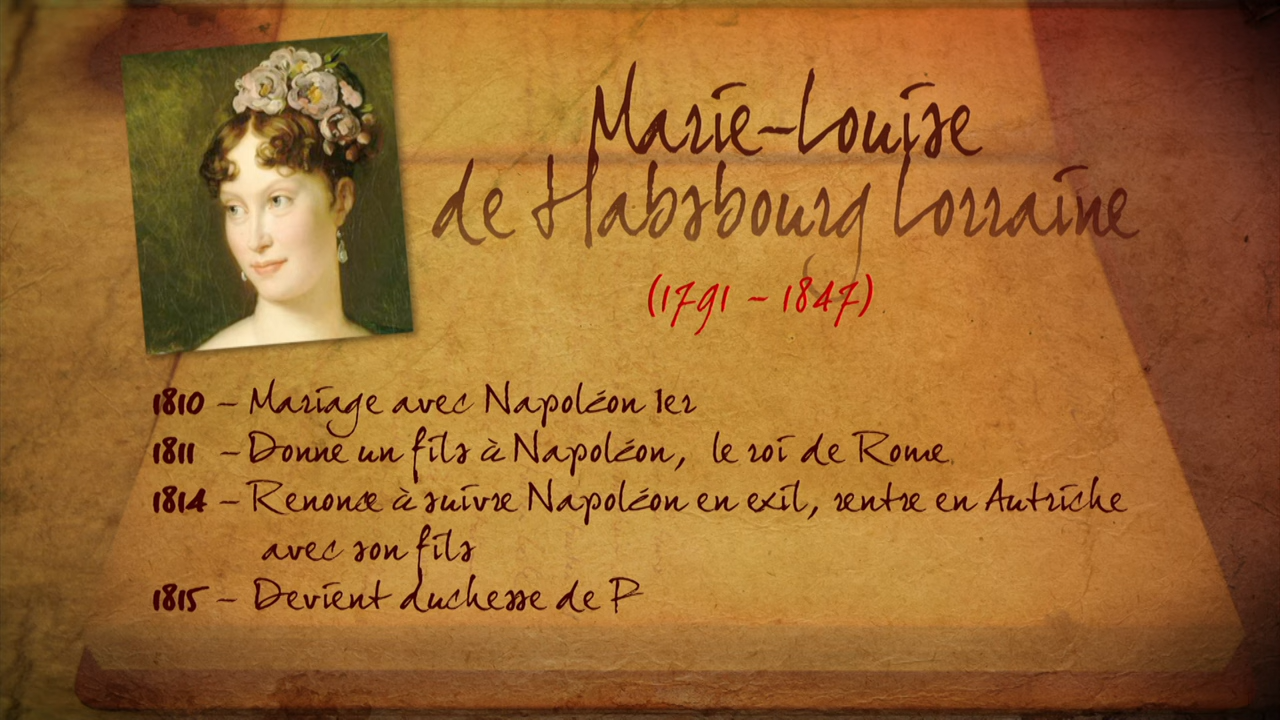 Marie-Louise
de Habsbourg Lorraine
(1791 - 1847)
1810 - Mariage avec Napoléon 1er
1811 - Donne un fils à Napoléon, le roi de Rome
1814 - Renonce à suivre Napoléon en exil, rentre en Autriche
avec son fils
1815 - Devient duchesse de P